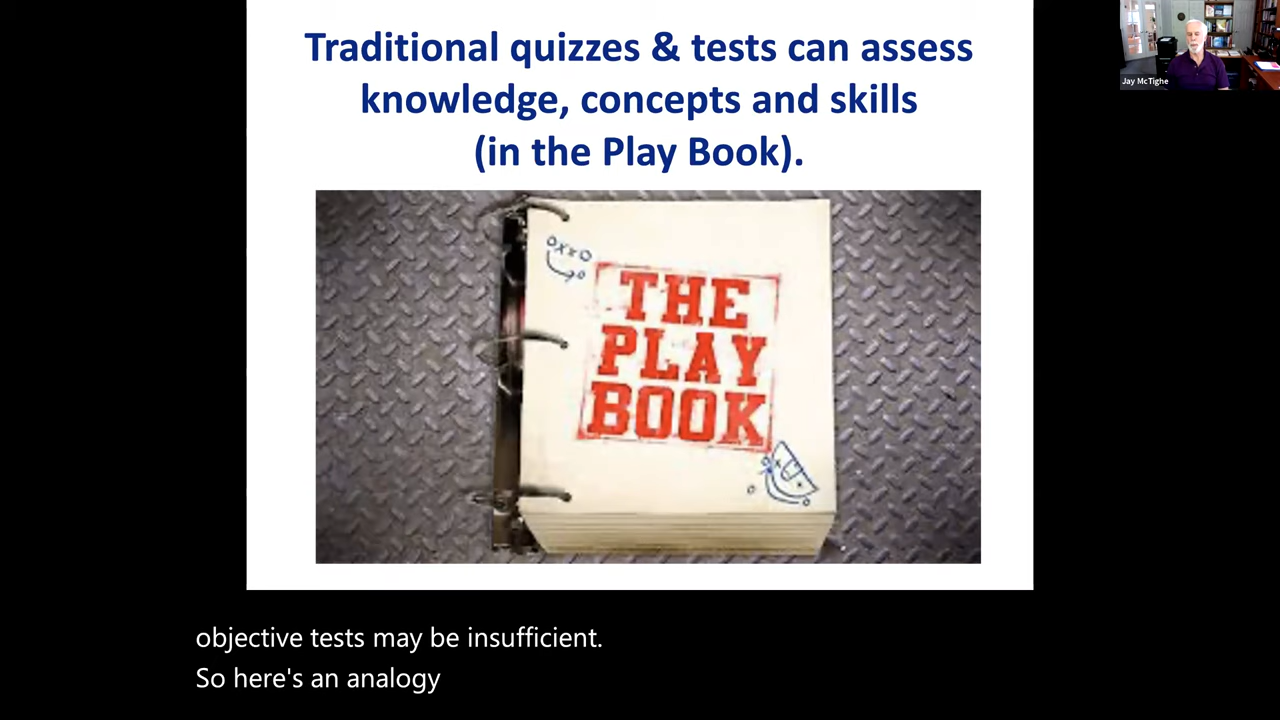 Traditional quizzes & tests can assess
knowledge, concepts and skills
(in the Play Book).
Jay McTighe
THE
PLAY
BOOK
objective tests may be insufficient.
So here's an analogy